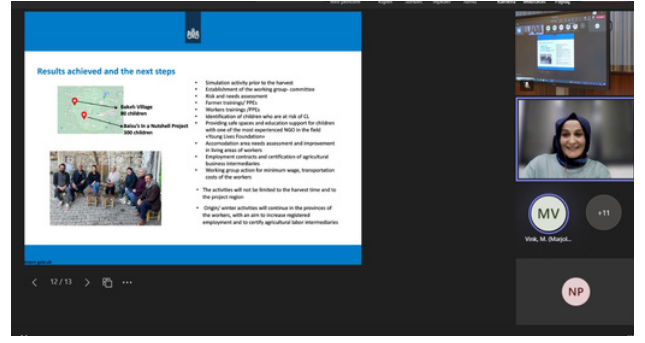 Results achieved and the next steps
Bakırlı Village
80 children
Balsu's In a Nutshell Project
100 children
• Simulation activity prior to the harvest
• Establishment of the working group- committee
• Risk and needs assessment
• Farmer trainings/ PPEs
• Workers trainings /PPEs
• Identification of children who are at risk of CL
• Providing safe spaces and education support for children
with one of the most experienced NGO in the field
«Young Lives Foundation»
• Accomodation area needs assessment and improvement
in living areas of workers
• Employment contracts and certification of agricultural
business intermediaries
• Working group action for minimum wage, transportation
costs of the workers
• The activities will not be limited to the harvest time and to
the project region
• Origin/ winter activities will continue in the provinces of
the workers, with an aim to increase registered
employment and to certify agricultural labor intermediaries
12/13
MV
+11
Vink, M. (Marjol...
NP